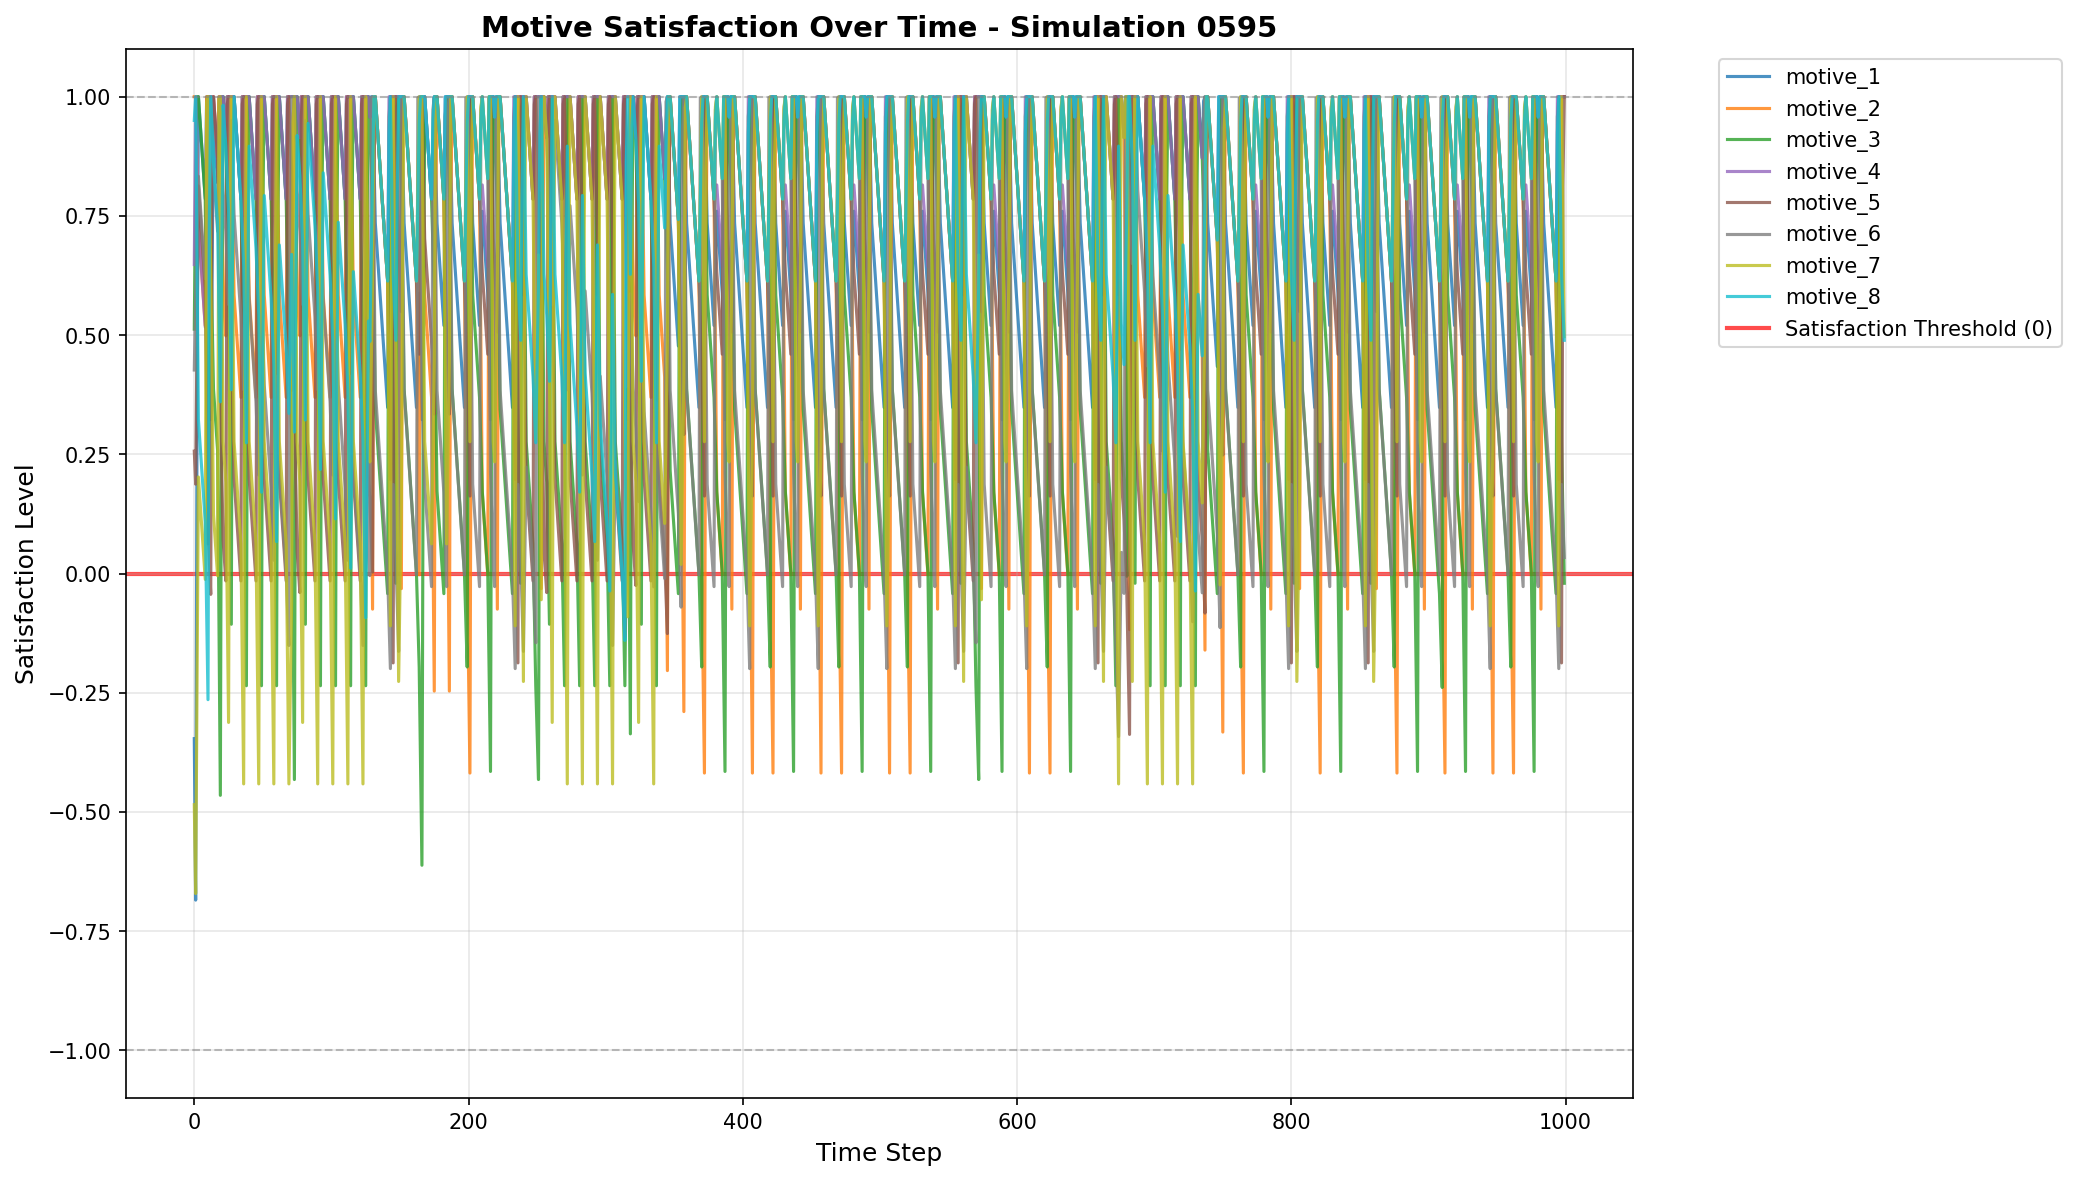 Motive Satisfaction Over Time - Simulation 0595
Satisfaction Level
1.00
0.75
0.50
0.25
0.00
−0.25
−0.50
−0.75
−1.00
0
200
400
600
800
1000
Time Step
motive_1
motive_2
motive_3
motive_4
motive_5
motive_6
motive_7
motive_8
Satisfaction Threshold (0)